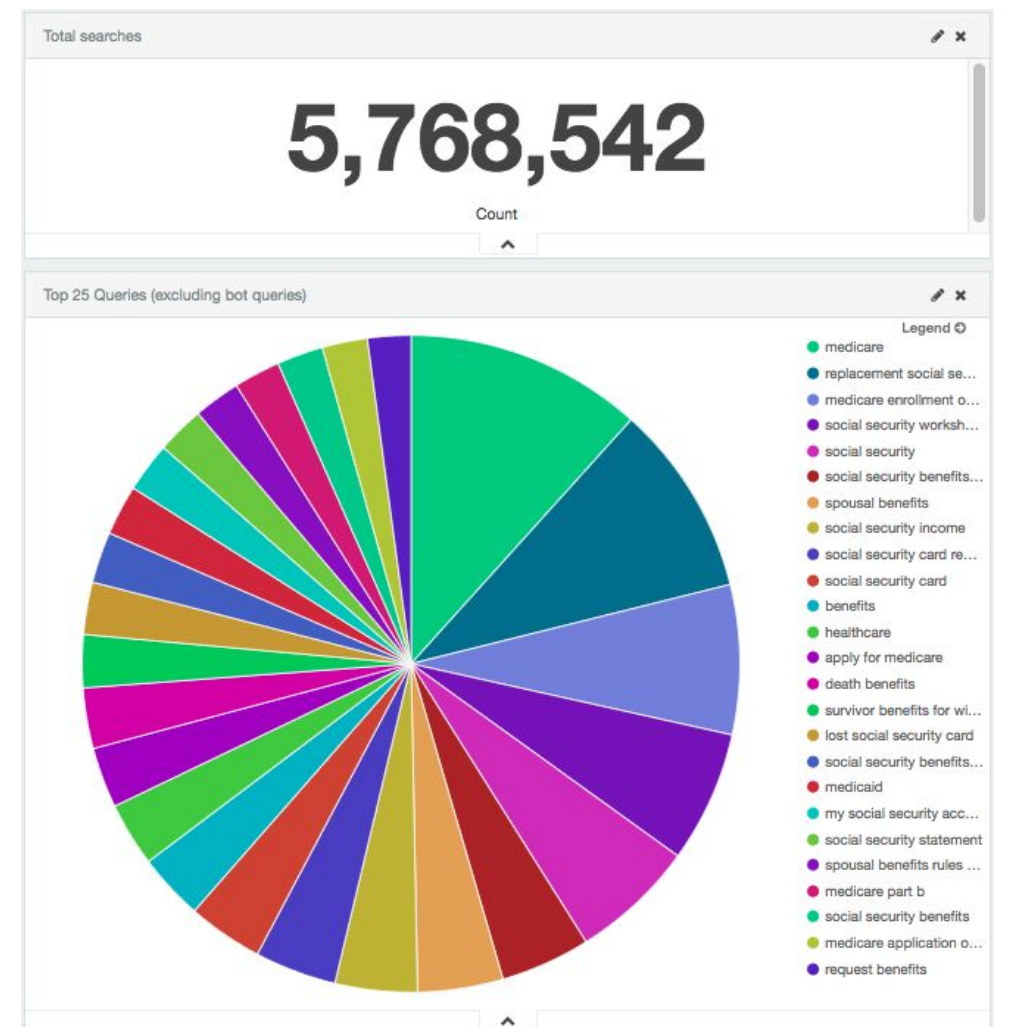 Total searches
5,768,542
Count
Top 25 Queries (excluding bot queries)
Legend
medicare
replacement social se...
medicare enrollment o...
social security worksh...
social security
social security benefits...
spousal benefits
social security income
social security card re...
social security card
benefits
healthcare
apply for medicare
death benefits
survivor benefits for wi...
lost social security card
social security benefits...
medicaid
my social security acc...
social security statement
spousal benefits rules ...
medicare part b
social security benefits
medicare application o...
request benefits